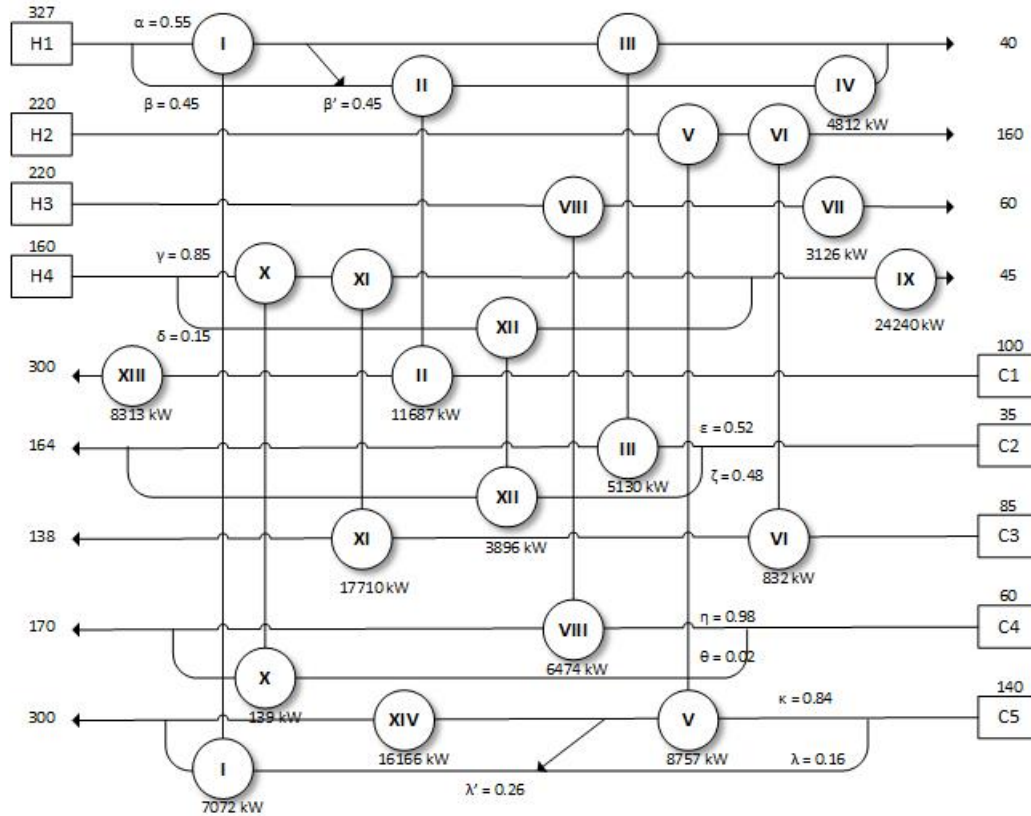 327
H1
α = 0.55
I
III
40
β = 0.45
β' = 0.45
II
IV
4812 kW
220
H2
V
VI
160
220
H3
VIII
VII
3126 kW
60
160
H4
γ = 0.85
X
XI
IX
24240 kW
45
δ = 0.15
XII
300
XIII
8313 kW
II
11687 kW
100
C1
164
III
5130 kW
ε = 0.52
35
C2
ζ = 0.48
XII
3896 kW
138
XI
17710 kW
VI
832 kW
85
C3
170
VIII
6474 kW
η = 0.98
60
C4
θ = 0.02
X
139 kW
300
XIV
16166 kW
V
8757 kW
κ = 0.84
140
C5
λ = 0.16
λ' = 0.26
I
7072 kW